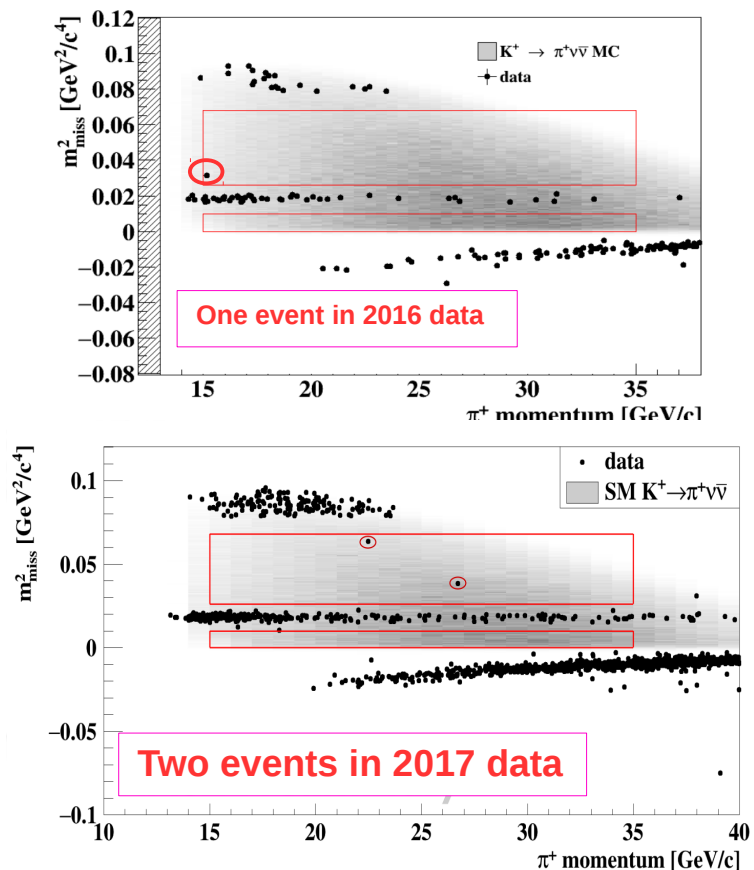 0.12
0.1
0.08
0.06
0.04
0.02
0
−0.02
−0.04
−0.06
−0.08
m²miss [GeV²/c⁴]
K⁺ → π⁺νν̄ MC
data
One event in 2016 data
15 20 25 30 35
π⁺ momentum [GeV/c]
0.1
0.05
0
−0.05
−0.1
m²miss [GeV²/c⁴]
data
SM K⁺→π⁺νν̄
Two events in 2017 data
10 15 20 25 30 35 40
π⁺ momentum [GeV/c]